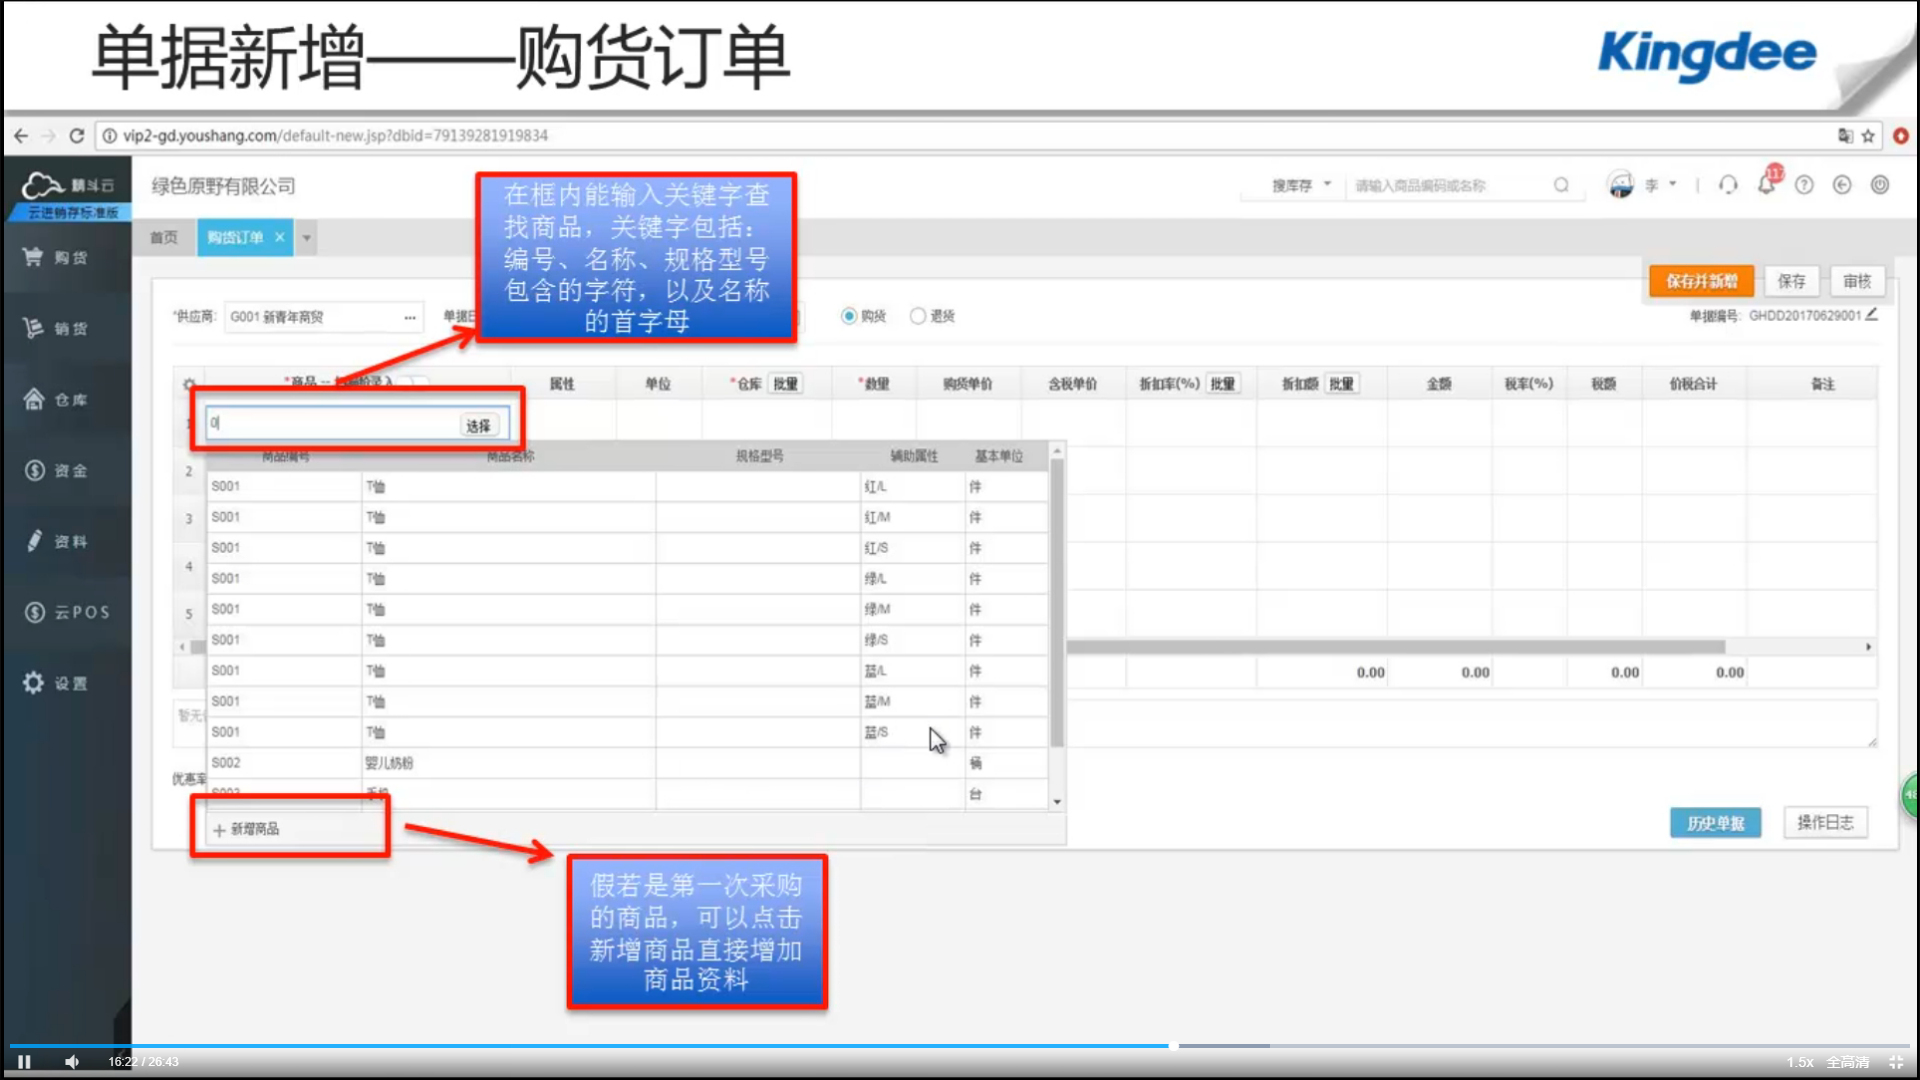 单据新增——购货订单
Kingdee
vip2-gd.youshang.com/default-new.jsp?dbid=79139281919834
精斗云
云进销存标准版
绿色原野有限公司
搜库存
请输入商品编码或名称
李
117
购货
销货
仓库
资金
资料
云POS
设置
首页
购货订单
在框内能输入关键字查
找商品，关键字包括：
编号、名称、规格型号
包含的字符，以及名称
的首字母
保存并新增
保存
审核
*供应商:
G001 新青年商贸
单据日
购货
退货
单据编号: GHDD20170629001
*商品
属性
单位
*仓库 批量
*数量
购货单价
含税单价
折扣率(%) 批量
折扣额 批量
金额
税率(%)
税额
价税合计
备注
1
0
选择
2
3
4
5
商品编号 商品名称 规格型号 辅助属性 基本单位
S001 T恤 红/L 件
S001 T恤 红/M 件
S001 T恤 红/S 件
S001 T恤 绿/L 件
S001 T恤 绿/M 件
S001 T恤 绿/S 件
S001 T恤 蓝/L 件
S001 T恤 蓝/M 件
S001 T恤 蓝/S 件
S002 婴儿奶粉 桶
S003 手机 台
0.00 0.00 0.00 0.00
暂无
优惠率
新增商品
历史单据
操作日志
48
假若是第一次采购
的商品，可以点击
新增商品直接增加
商品资料
16:22 / 26:43
1.5x
全高清